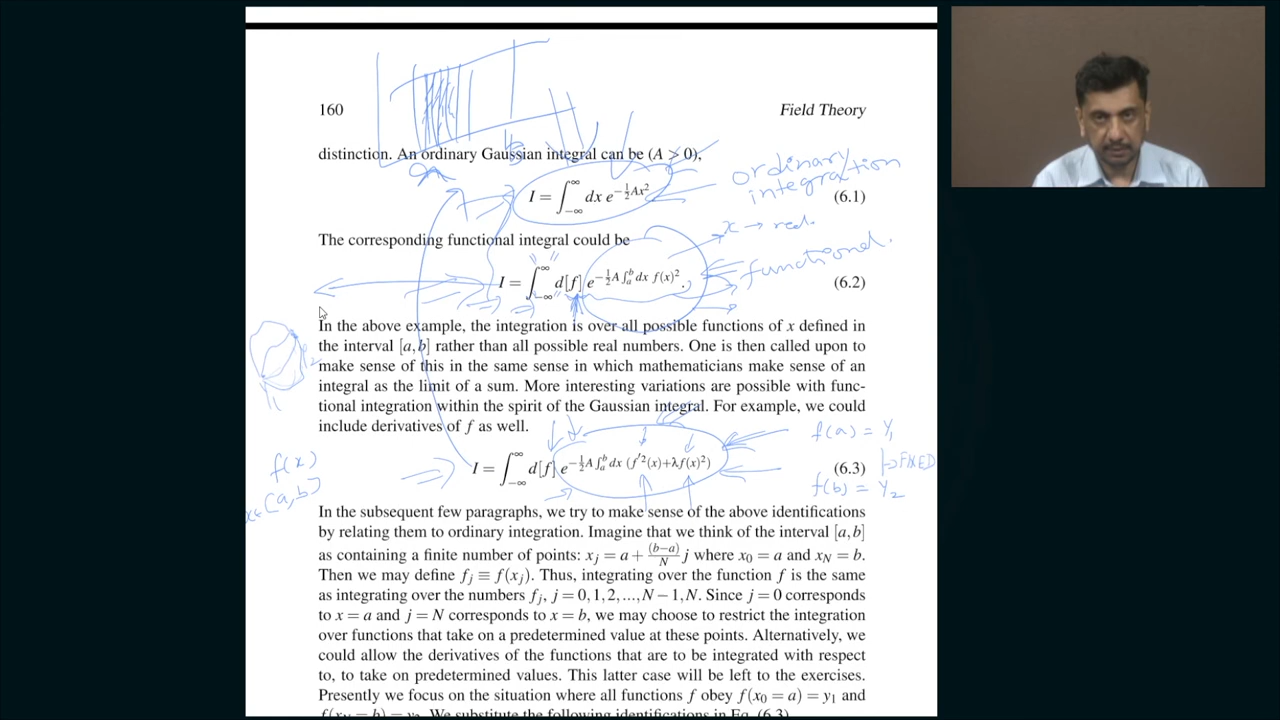 160 Field Theory
distinction. An ordinary Gaussian integral can be (A > 0),
I = ∫_{−∞}^{∞} dx e^{−½Ax²} (6.1)
ordinary
integration
The corresponding functional integral could be
x → real
I = ∫_{−∞}^{∞} d[f] e^{−½A ∫_a^b dx f(x)²}. (6.2)
functional.
In the above example, the integration is over all possible functions of x defined in
the interval [a,b] rather than all possible real numbers. One is then called upon to
make sense of this in the same sense in which mathematicians make sense of an
integral as the limit of a sum. More interesting variations are possible with func-
tional integration within the spirit of the Gaussian integral. For example, we could
include derivatives of f as well.
f(a) = Y₁
I = ∫_{−∞}^{∞} d[f] e^{−½A ∫_a^b dx (f′²(x)+λf(x)²)} (6.3)
FIXED
f(b) = Y₂
f(x)
x∈[a,b]
In the subsequent few paragraphs, we try to make sense of the above identifications
by relating them to ordinary integration. Imagine that we think of the interval [a,b]
as containing a finite number of points: x_j = a + (b−a)/N j where x₀ = a and x_N = b.
Then we may define f_j ≡ f(x_j). Thus, integrating over the function f is the same
as integrating over the numbers f_j, j = 0,1,2,...,N−1,N. Since j = 0 corresponds
to x = a and j = N corresponds to x = b, we may choose to restrict the integration
over functions that take on a predetermined value at these points. Alternatively, we
could allow the derivatives of the functions that are to be integrated with respect
to, to take on predetermined values. This latter case will be left to the exercises.
Presently we focus on the situation where all functions f obey f(x₀ = a) = y₁ and
f(x_N = b) = y₂. We substitute the following identifications in Eq. (6.3)